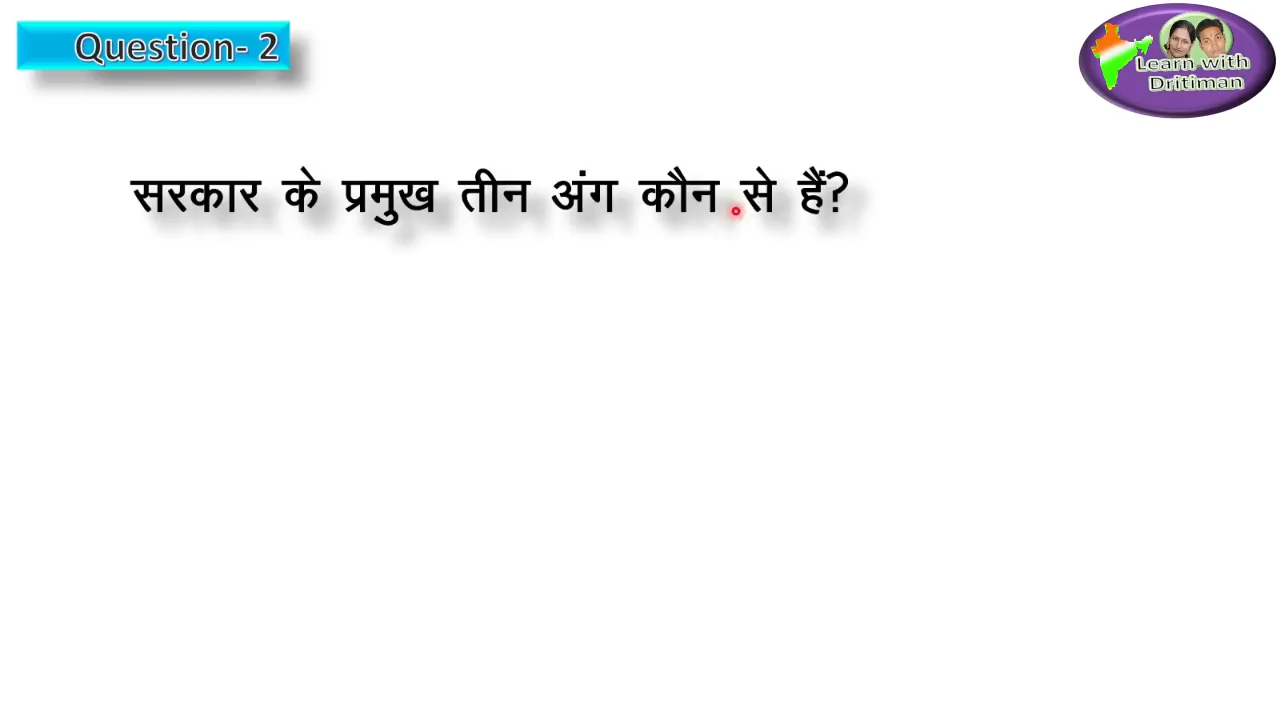 Question- 2
Learn with
Dritiman
सरकार के प्रमुख तीन अंग कौन से हैं?